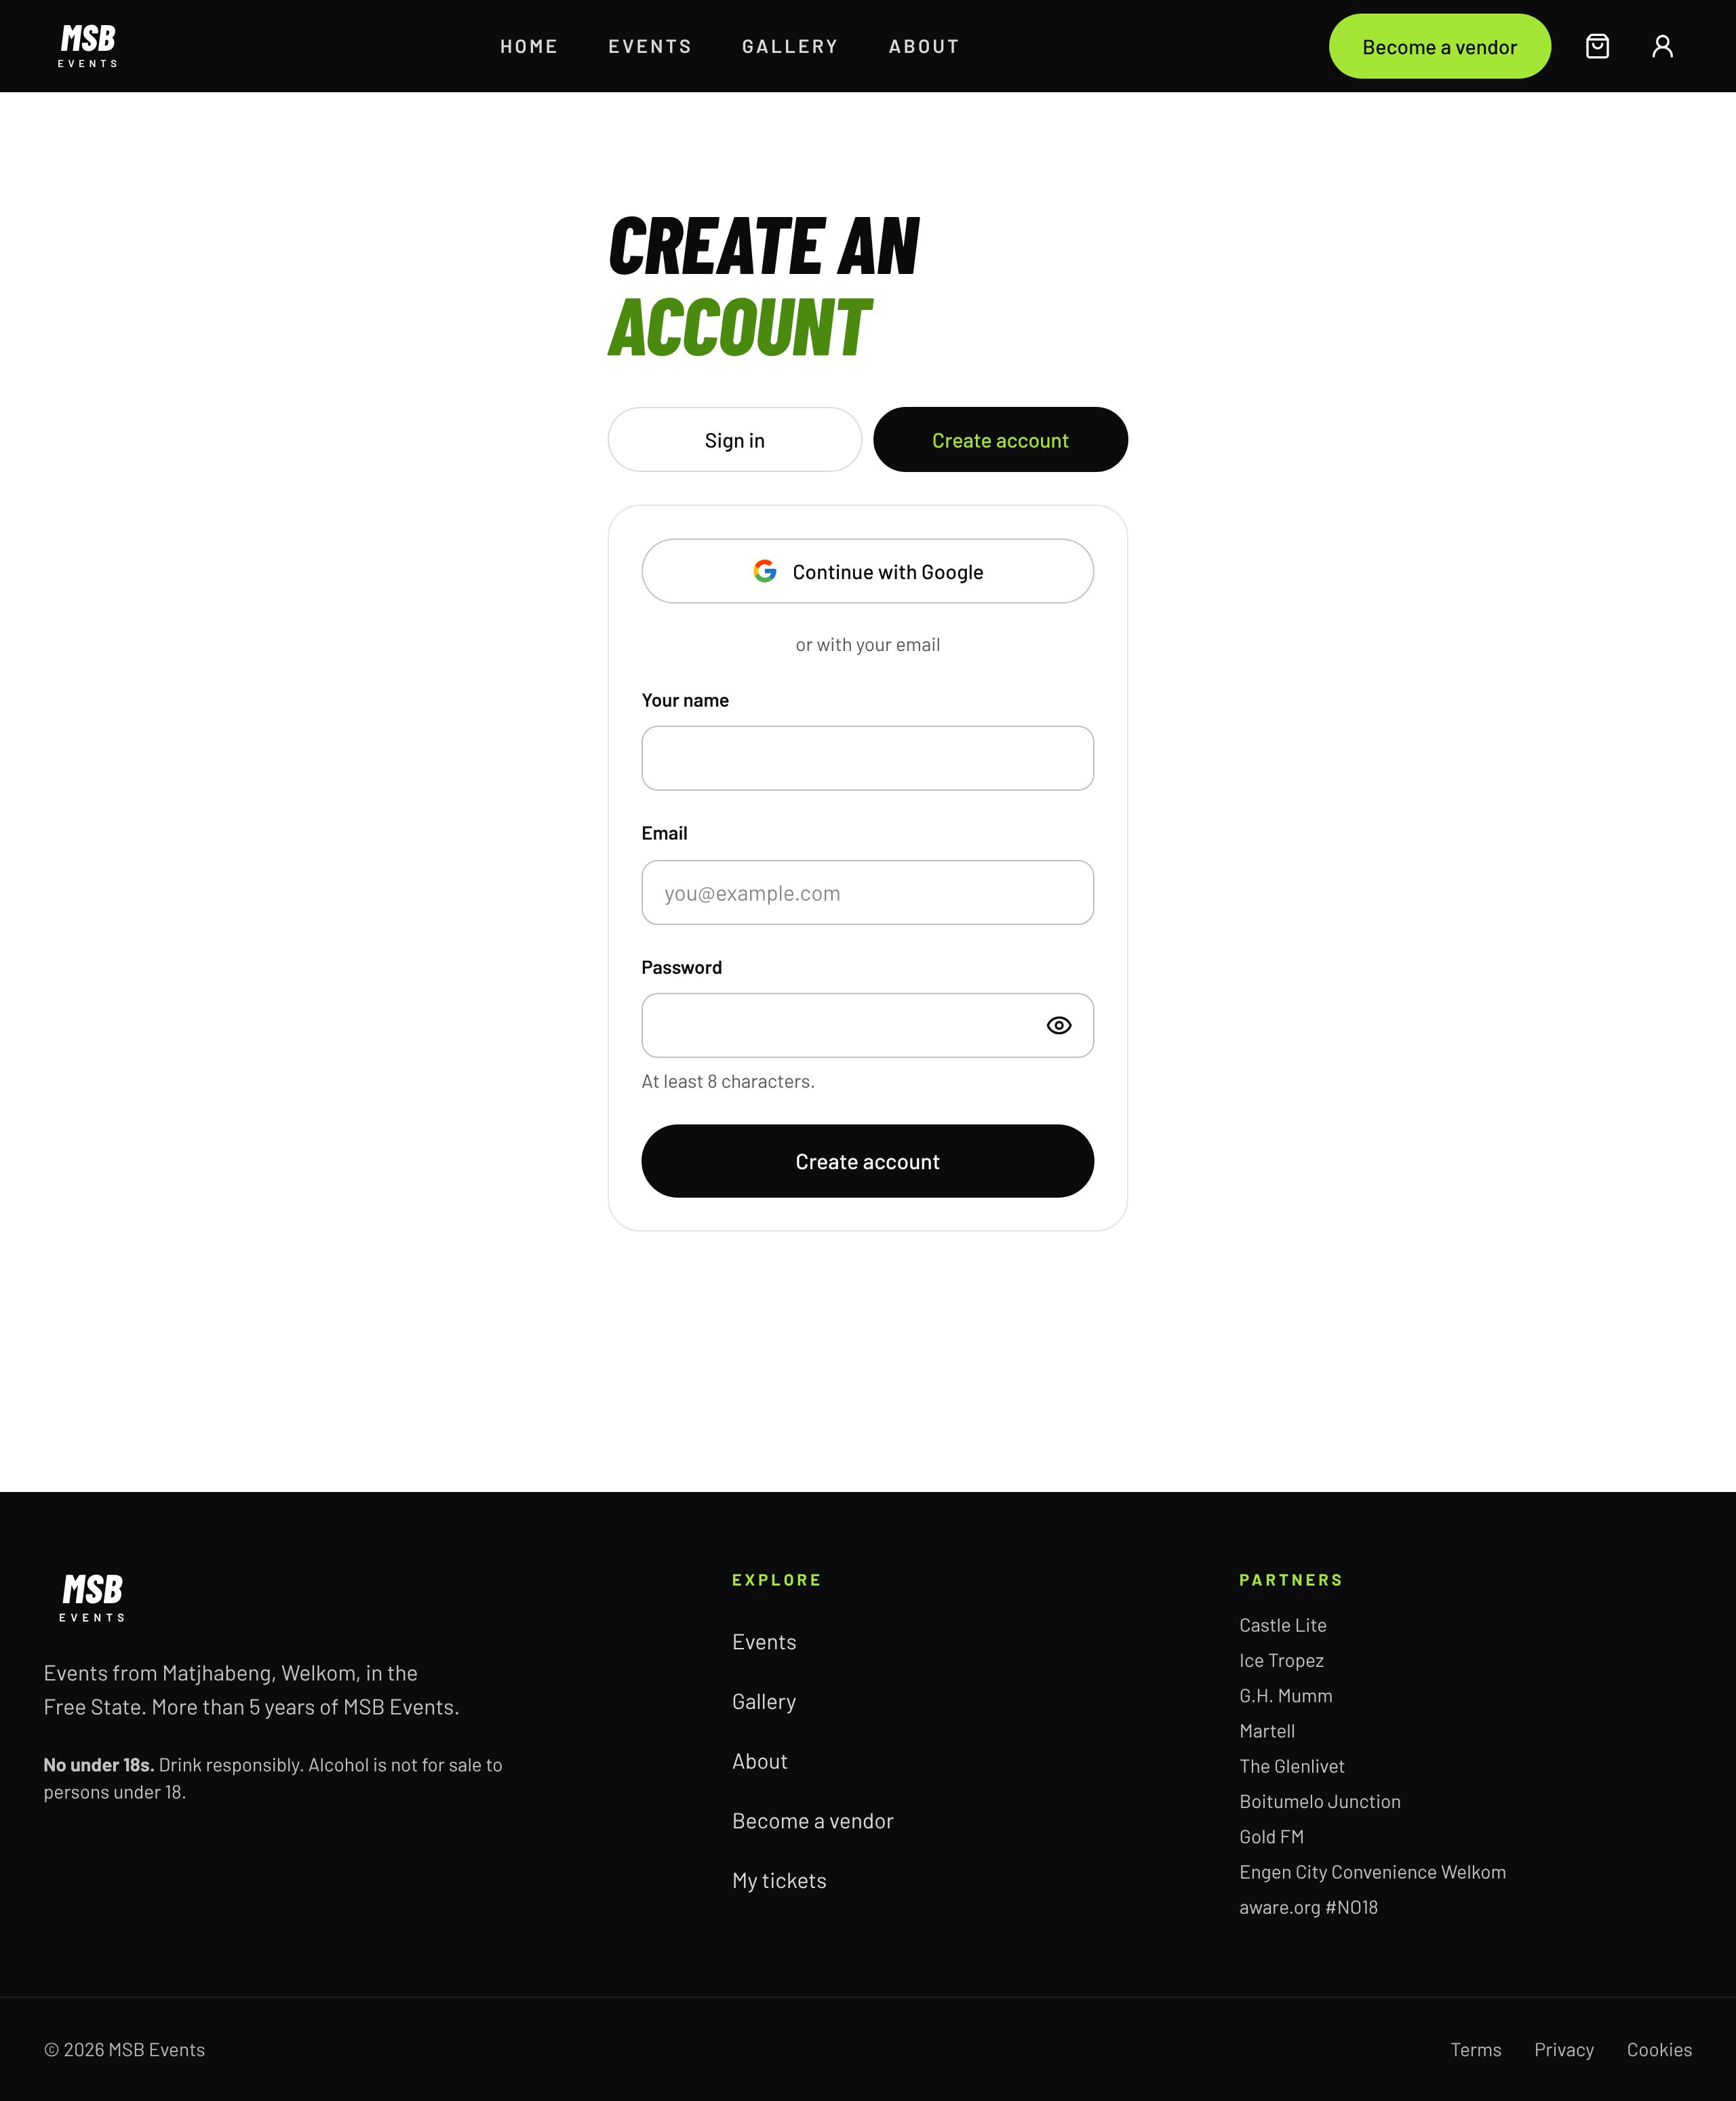 MSB
EVENTS
HOME
EVENTS
GALLERY
ABOUT
Become a vendor
CREATE AN
ACCOUNT
Sign in
Create account
Continue with Google
or with your email
Your name
Email
you@example.com
Password
At least 8 characters.
Create account
MSB
EVENTS
Events from Matjhabeng, Welkom, in the
Free State. More than 5 years of MSB Events.
No under 18s. Drink responsibly. Alcohol is not for sale to
persons under 18.
EXPLORE
Events
Gallery
About
Become a vendor
My tickets
PARTNERS
Castle Lite
Ice Tropez
G.H. Mumm
Martell
The Glenlivet
Boitumelo Junction
Gold FM
Engen City Convenience Welkom
aware.org #NO18
© 2026 MSB Events
Terms
Privacy
Cookies